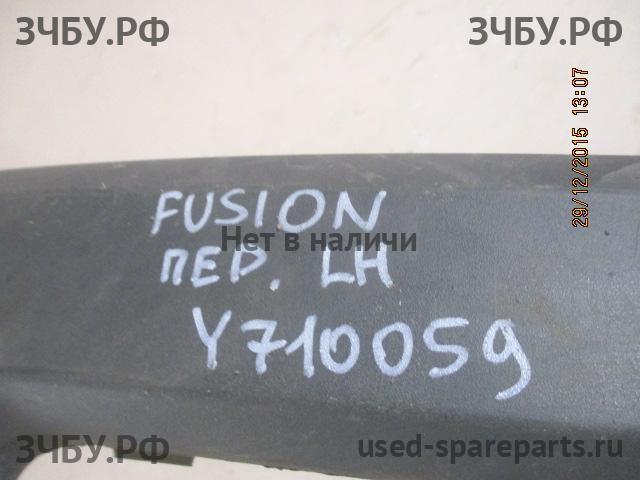 ЗЧБУ.РФ
ЗЧБУ.РФ
29/12/2015 13:07
FUSION
Нет в наличии
ПЕР. LH
Y710059
ЗЧБУ.РФ
used-spareparts.ru